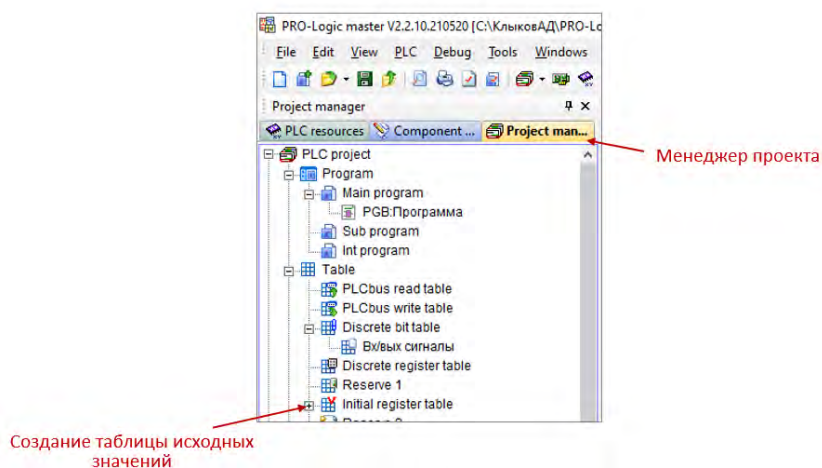 PRO-Logic master V2.2.10.210520 [C:\КлыковАД\PRO-Lo
File Edit View PLC Debug Tools Windows
Project manager
PLC resources Component ... Project man...
Менеджер проекта
PLC project
Program
Main program
PGB:Программа
Sub program
Int program
Table
PLCbus read table
PLCbus write table
Discrete bit table
Вх/вых сигналы
Discrete register table
Reserve 1
Initial register table
Создание таблицы исходных
значений